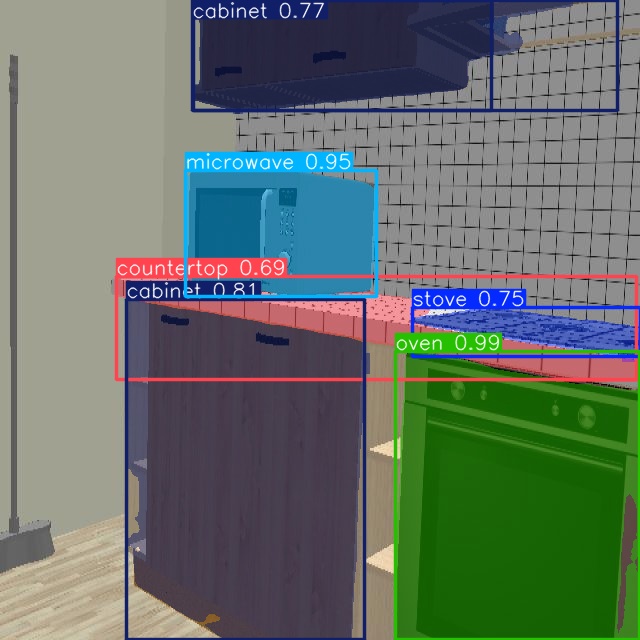 cabinet 0.77
microwave 0.95
countertop 0.69
cabinet 0.81
stove 0.75
oven 0.99